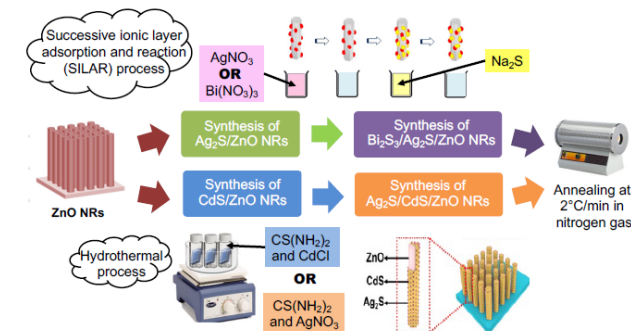 Successive ionic layer
adsorption and reaction
(SILAR) process
AgNO₃
OR
Bi(NO₃)₃
Na₂S
Synthesis of
Ag₂S/ZnO NRs
Synthesis of
Bi₂S₃/Ag₂S/ZnO NRs
ZnO NRs
Synthesis of
CdS/ZnO NRs
Synthesis of
Ag₂S/CdS/ZnO NRs
Annealing at
2°C/min in
nitrogen gas
Hydrothermal
process
CS(NH₂)₂
and CdCl
OR
CS(NH₂)₂
and AgNO₃
ZnO
CdS
Ag₂S